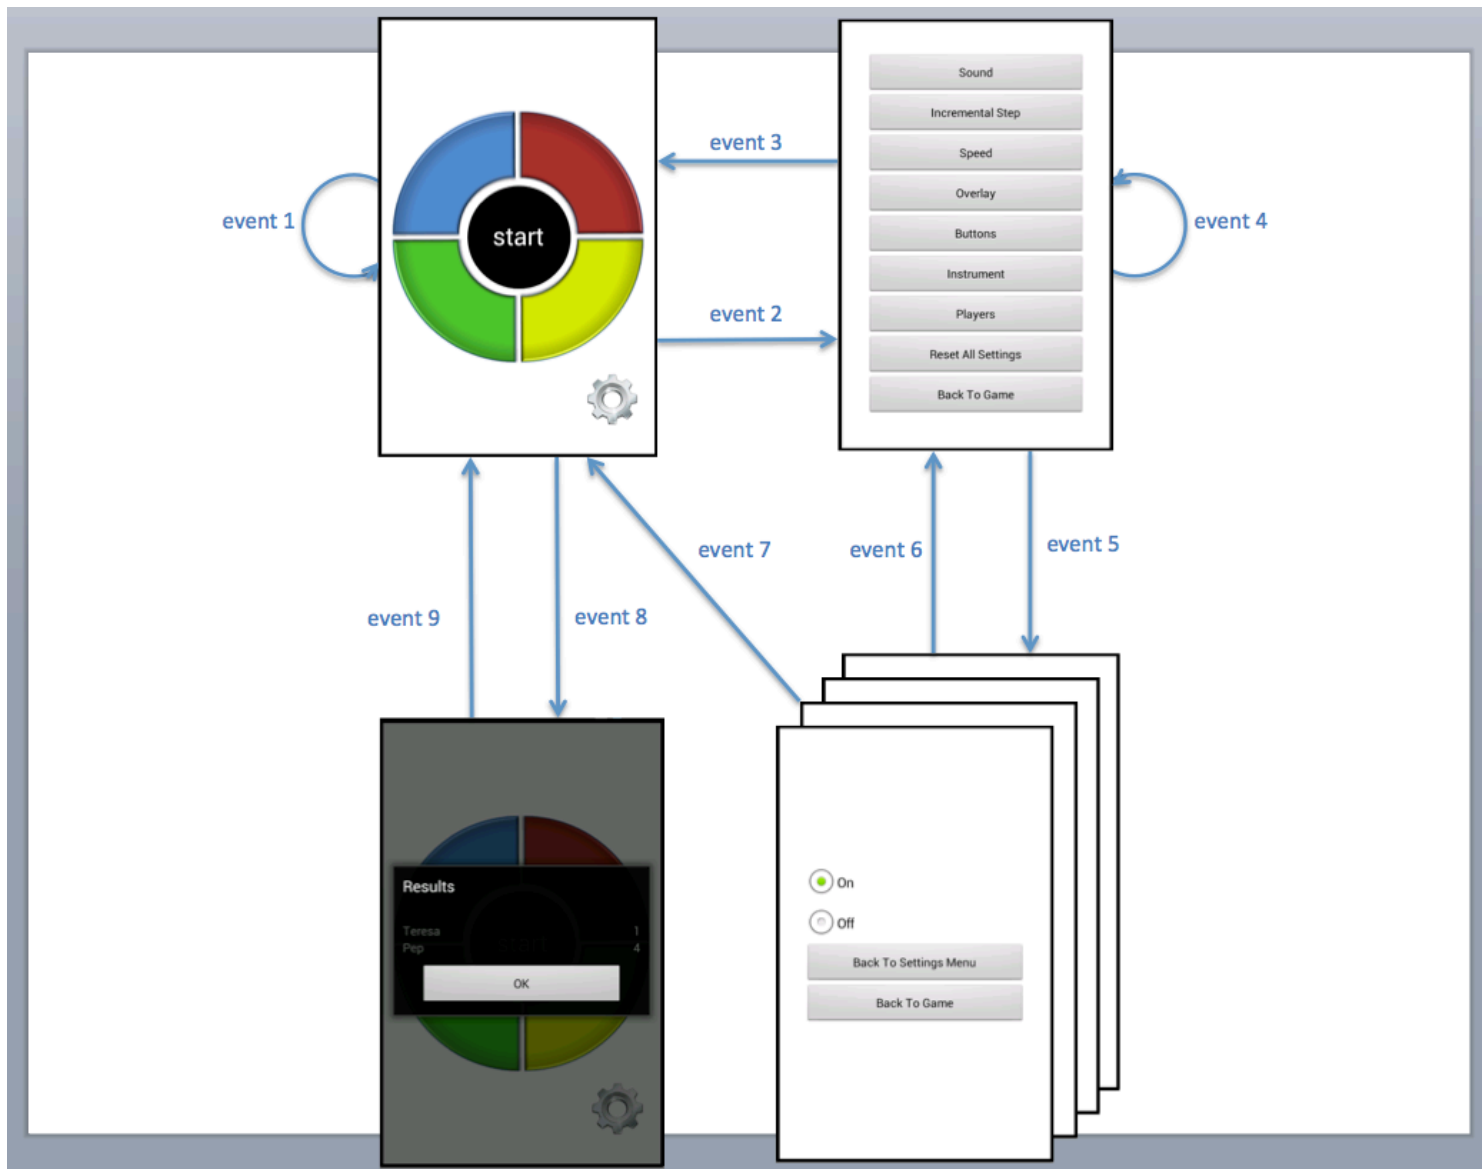 start
Sound
Incremental Step
Speed
Overlay
Buttons
Instrument
Players
Reset All Settings
Back To Game
event 1
event 2
event 3
event 4
event 5
event 6
event 7
event 8
event 9
Results
Teresa 1
Pep 4
start
OK
On
Off
Back To Settings Menu
Back To Game